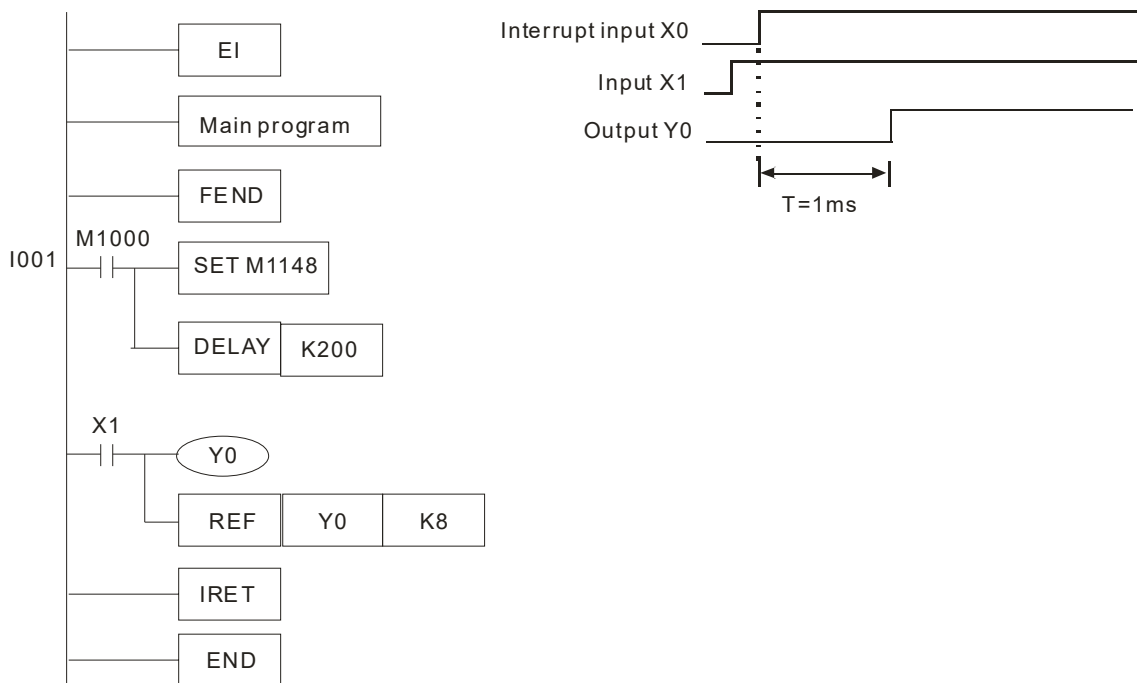 EI
Main program
FEND
M1000
I001
SET M1148
DELAY K200
X1
Y0
REF Y0 K8
IRET
END
Interrupt input X0
Input X1
Output Y0
T=1ms